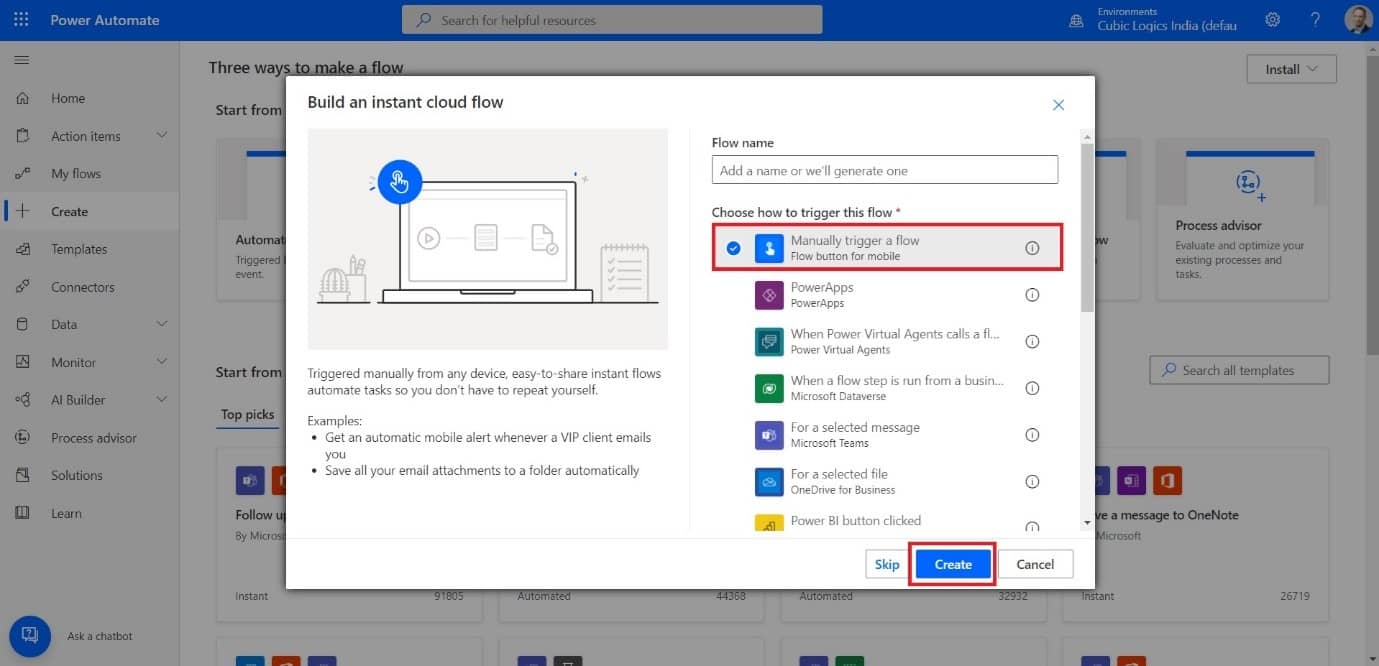 Power Automate
Search for helpful resources
Environments
Cubic Logics India (defau
?
Home
Action items
My flows
Create
Templates
Connectors
Data
Monitor
AI Builder
Process advisor
Solutions
Learn
Ask a chatbot
Three ways to make a flow
Install
Start from
Automat
Triggered
event.
ow
Process advisor
Evaluate and optimize your
existing processes and
tasks.
Start from
Search all templates
Top picks
Follow u
By Micros
Instant 91805
Automated 44368
Automated 32932
ve a message to OneNote
Microsoft
Instant 26719
Build an instant cloud flow
Triggered manually from any device, easy-to-share instant flows
automate tasks so you don't have to repeat yourself.
Examples:
• Get an automatic mobile alert whenever a VIP client emails
you
• Save all your email attachments to a folder automatically
Flow name
Add a name or we'll generate one
Choose how to trigger this flow *
Manually trigger a flow
Flow button for mobile
PowerApps
PowerApps
When Power Virtual Agents calls a fl...
Power Virtual Agents
When a flow step is run from a busin...
Microsoft Dataverse
For a selected message
Microsoft Teams
For a selected file
OneDrive for Business
Power BI button clicked
Skip
Create
Cancel